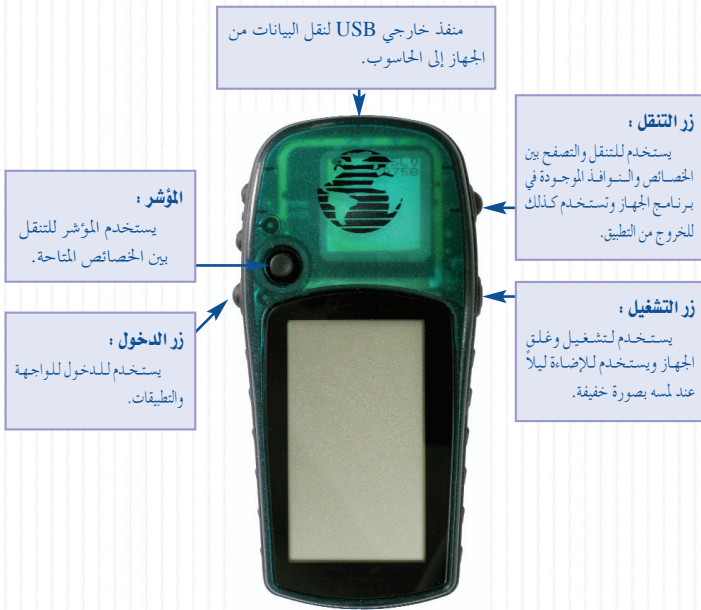 منفذ خارجي USB لنقل البيانات من
الجهاز إلى الحاسوب.
زر التنقل :
يستخدم للتنقل والتصفح بين
الخصائص والنوافذ الموجودة في
برنامج الجهاز وتستخدم كذلك
للخروج من التطبيق.
المؤشر :
يستخدم المؤشر للتنقل
بين الخصائص المتاحة.
زر التشغيل :
يستخدم لتشغيل وغلق
الجهاز ويستخدم للإضاءة ليلاً
عند لمسه بصورة خفيفة.
زر الدخول :
يستخدم للدخول للواجهة
والتطبيقات.